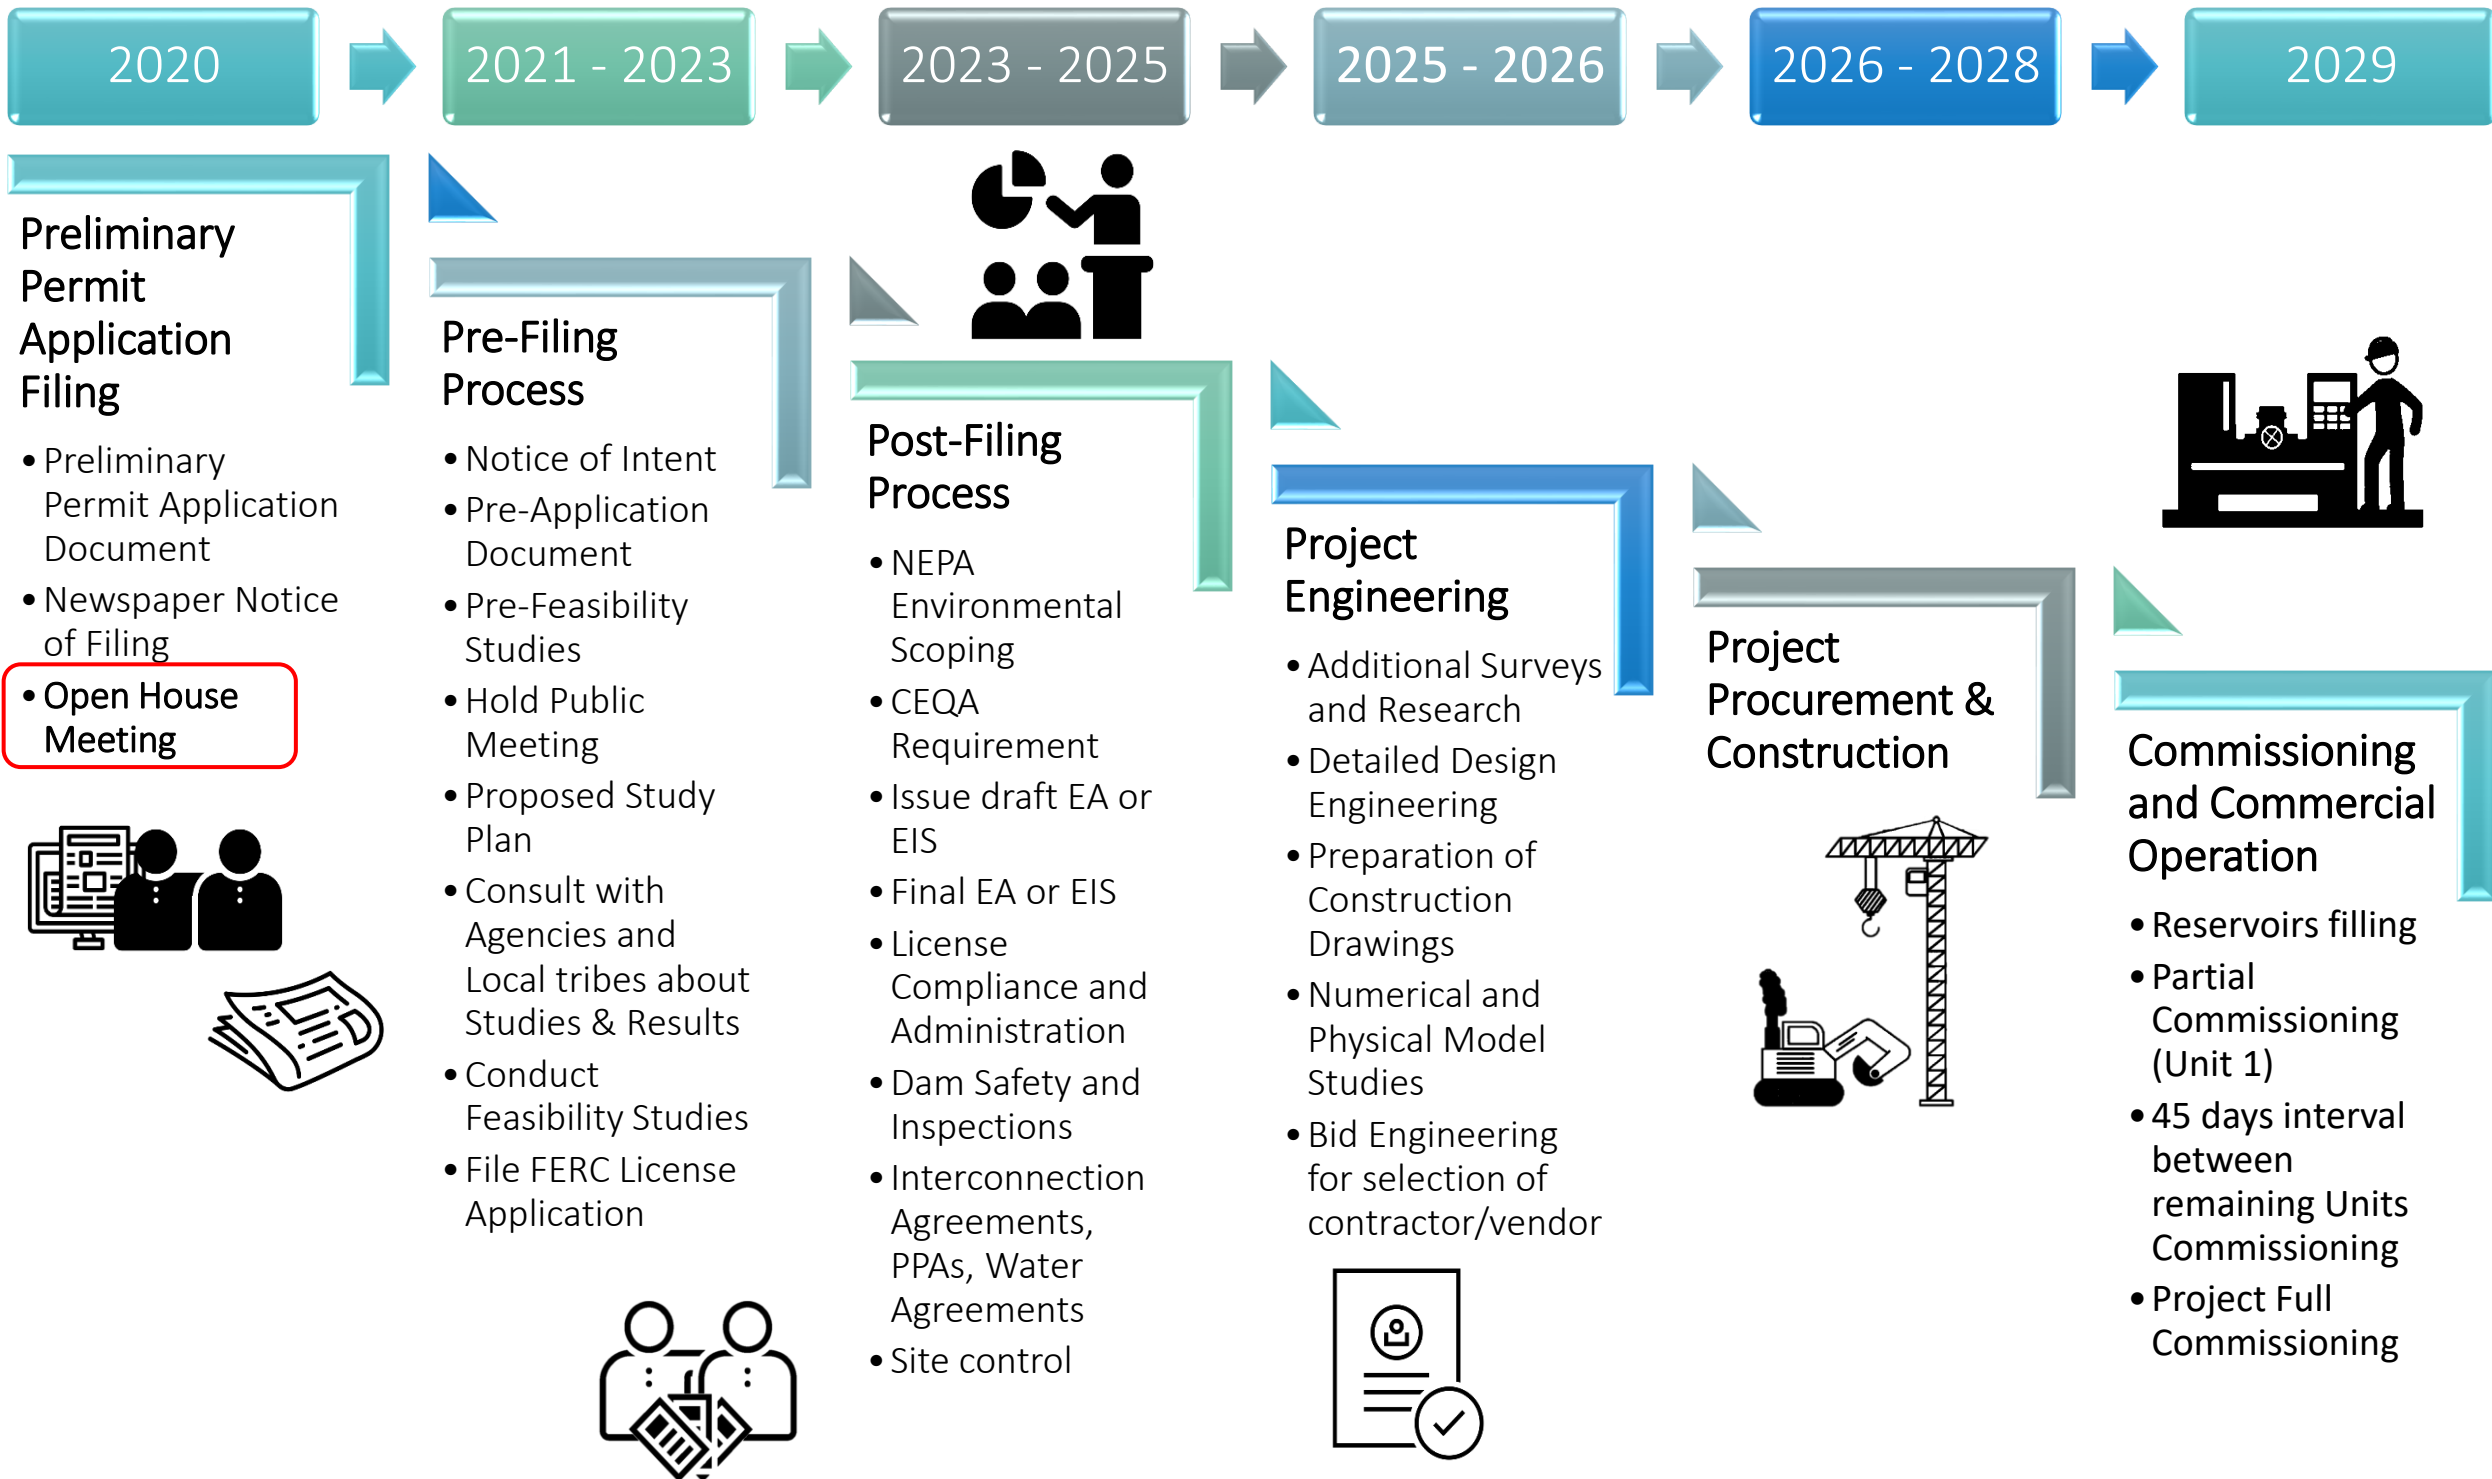 2020
2021 - 2023
2023 - 2025
2025 - 2026
2026 - 2028
2029
Preliminary
Permit
Application
Filing
• Preliminary
Permit Application
Document
• Newspaper Notice
of Filing
• Open House
Meeting
Pre-Filing
Process
• Notice of Intent
• Pre-Application
Document
• Pre-Feasibility
Studies
• Hold Public
Meeting
• Proposed Study
Plan
• Consult with
Agencies and
Local tribes about
Studies & Results
• Conduct
Feasibility Studies
• File FERC License
Application
Post-Filing
Process
• NEPA
Environmental
Scoping
• CEQA
Requirement
• Issue draft EA or
EIS
• Final EA or EIS
• License
Compliance and
Administration
• Dam Safety and
Inspections
• Interconnection
Agreements,
PPAs, Water
Agreements
• Site control
Project
Engineering
• Additional Surveys
and Research
• Detailed Design
Engineering
• Preparation of
Construction
Drawings
• Numerical and
Physical Model
Studies
• Bid Engineering
for selection of
contractor/vendor
Project
Procurement &
Construction
Commissioning
and Commercial
Operation
• Reservoirs filling
• Partial
Commissioning
(Unit 1)
• 45 days interval
between
remaining Units
Commissioning
• Project Full
Commissioning